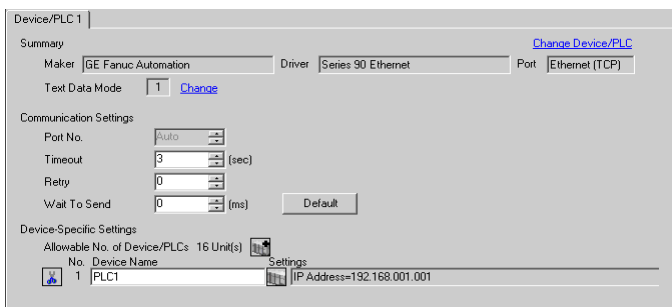 Device/PLC 1
Summary Change Device/PLC
Maker GE Fanuc Automation Driver Series 90 Ethernet Port Ethernet (TCP)
Text Data Mode 1 Change
Communication Settings
Port No. Auto
Timeout 3 (sec)
Retry 0
Wait To Send 0 (ms) Default
Device-Specific Settings
Allowable No. of Device/PLCs 16 Unit(s)
No. Device Name Settings
1 PLC1 IP Address=192.168.001.001